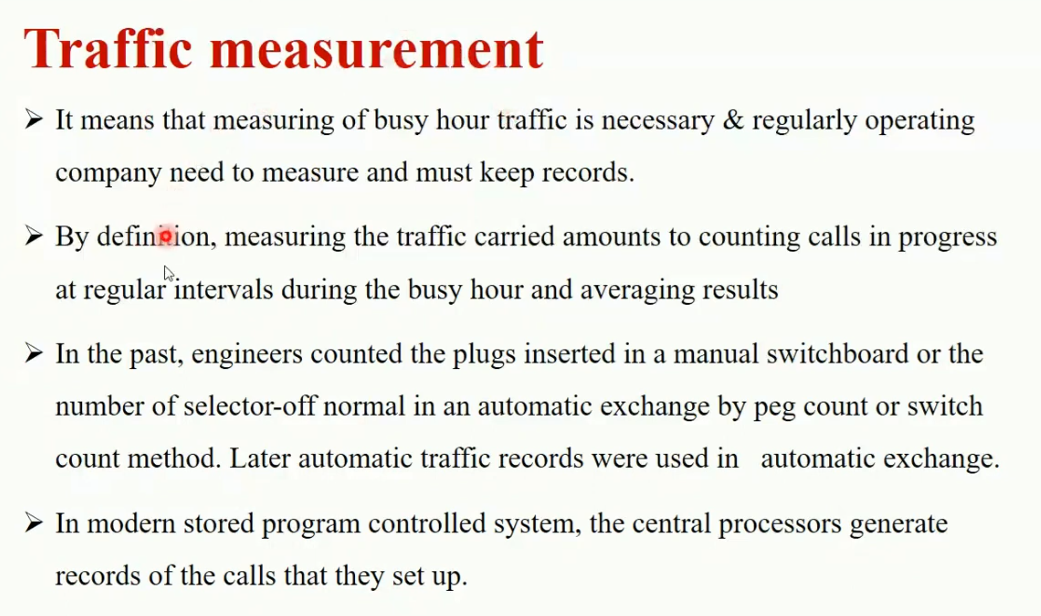 Traffic measurement
➢ It means that measuring of busy hour traffic is necessary & regularly operating
company need to measure and must keep records.
➢ By definition, measuring the traffic carried amounts to counting calls in progress
at regular intervals during the busy hour and averaging results
➢ In the past, engineers counted the plugs inserted in a manual switchboard or the
number of selector-off normal in an automatic exchange by peg count or switch
count method. Later automatic traffic records were used in automatic exchange.
➢ In modern stored program controlled system, the central processors generate
records of the calls that they set up.